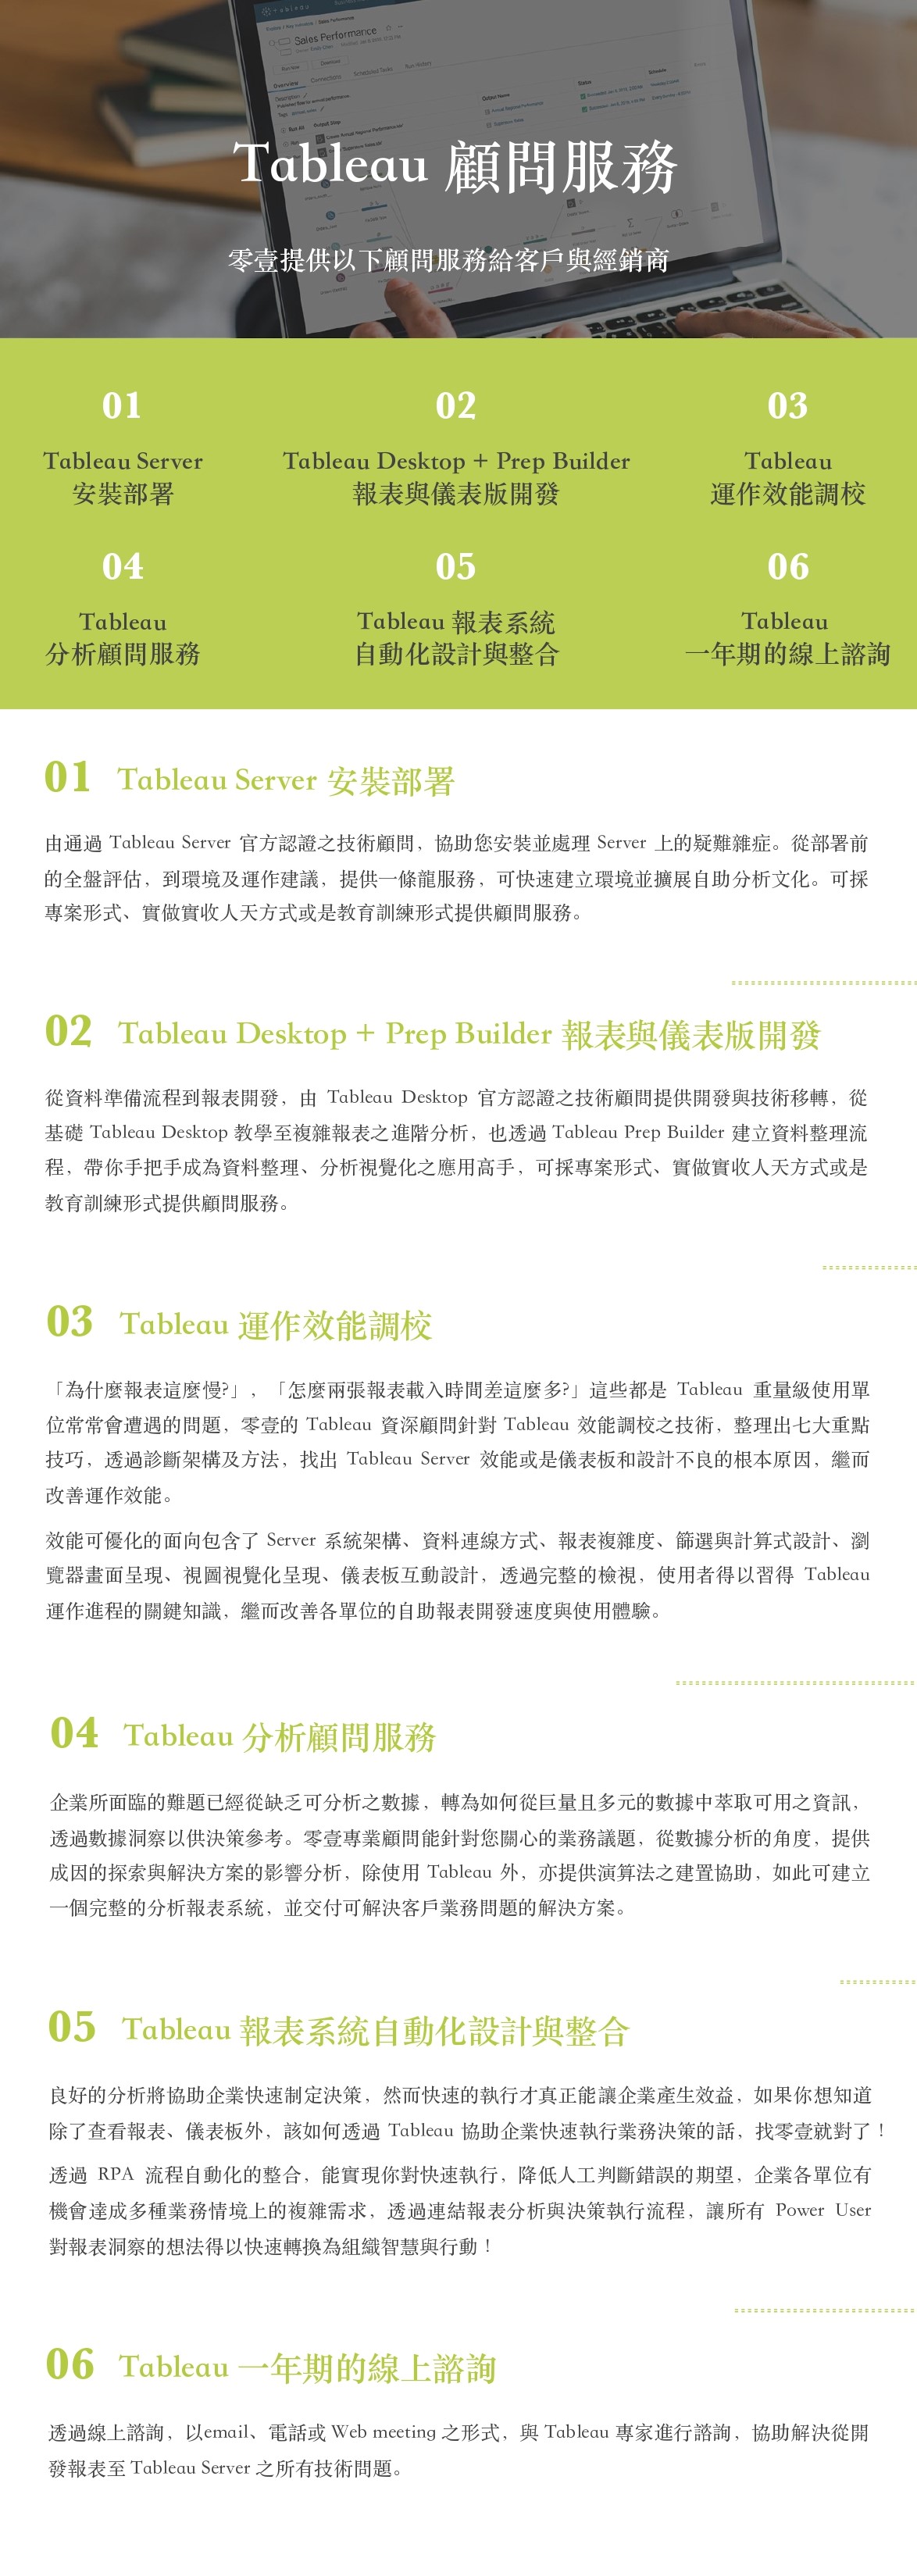 tableau
Sales Performance
Overview
Connections
Scheduled Tasks
Run History
Tableau 顧問服務
零壹提供以下顧問服務給客戶與經銷商
01
02
03
Tableau Server
安裝部署
Tableau Desktop + Prep Builder
報表與儀表版開發
Tableau
運作效能調校
04
05
06
Tableau
分析顧問服務
Tableau 報表系統
自動化設計與整合
Tableau
一年期的線上諮詢
01 Tableau Server 安裝部署
由通過 Tableau Server 官方認證之技術顧問，協助您安裝並處理 Server 上的疑難雜症。從部署前
的全盤評估，到環境及運作建議，提供一條龍服務，可快速建立環境並擴展自助分析文化。可採
專案形式、實做實收人天方式或是教育訓練形式提供顧問服務。
02 Tableau Desktop + Prep Builder 報表與儀表版開發
從資料準備流程到報表開發，由 Tableau Desktop 官方認證之技術顧問提供開發與技術移轉，從
基礎 Tableau Desktop 教學至複雜報表之進階分析，也透過 Tableau Prep Builder 建立資料整理流
程，帶你手把手成為資料整理、分析視覺化之應用高手，可採專案形式、實做實收人天方式或是
教育訓練形式提供顧問服務。
03 Tableau 運作效能調校
「為什麼報表這麼慢?」，「怎麼兩張報表載入時間差這麼多?」這些都是 Tableau 重量級使用單
位常常會遭遇的問題，零壹的 Tableau 資深顧問針對 Tableau 效能調校之技術，整理出七大重點
技巧，透過診斷架構及方法，找出 Tableau Server 效能或是儀表板和設計不良的根本原因，繼而
改善運作效能。
效能可優化的面向包含了 Server 系統架構、資料連線方式、報表複雜度、篩選與計算式設計、瀏
覽器畫面呈現、視圖視覺化呈現、儀表板互動設計，透過完整的檢視，使用者得以習得 Tableau
運作進程的關鍵知識，繼而改善各單位的自助報表開發速度與使用體驗。
04 Tableau 分析顧問服務
企業所面臨的難題已經從缺乏可分析之數據，轉為如何從巨量且多元的數據中萃取可用之資訊，
透過數據洞察以供決策參考。零壹專業顧問能針對您關心的業務議題，從數據分析的角度，提供
成因的探索與解決方案的影響分析，除使用 Tableau 外，亦提供演算法之建置協助，如此可建立
一個完整的分析報表系統，並交付可解決客戶業務問題的解決方案。
05 Tableau 報表系統自動化設計與整合
良好的分析將協助企業快速制定決策，然而快速的執行才真正能讓企業產生效益，如果你想知道
除了查看報表、儀表板外，該如何透過 Tableau 協助企業快速執行業務決策的話，找零壹就對了！
透過 RPA 流程自動化的整合，能實現你對快速執行，降低人工判斷錯誤的期望，企業各單位有
機會達成多種業務情境上的複雜需求，透過連結報表分析與決策執行流程，讓所有 Power User
對報表洞察的想法得以快速轉換為組織智慧與行動！
06 Tableau 一年期的線上諮詢
透過線上諮詢，以email、電話或 Web meeting 之形式，與 Tableau 專家進行諮詢，協助解決從開
發報表至 Tableau Server 之所有技術問題。